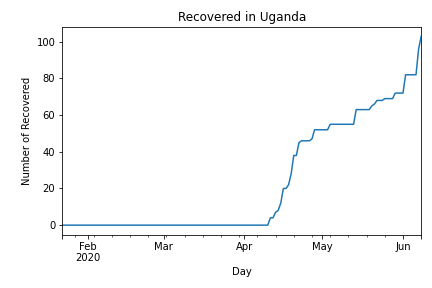 Recovered in Uganda
Number of Recovered
100
80
60
40
20
0
Feb
2020
Mar
Apr
May
Jun
Day